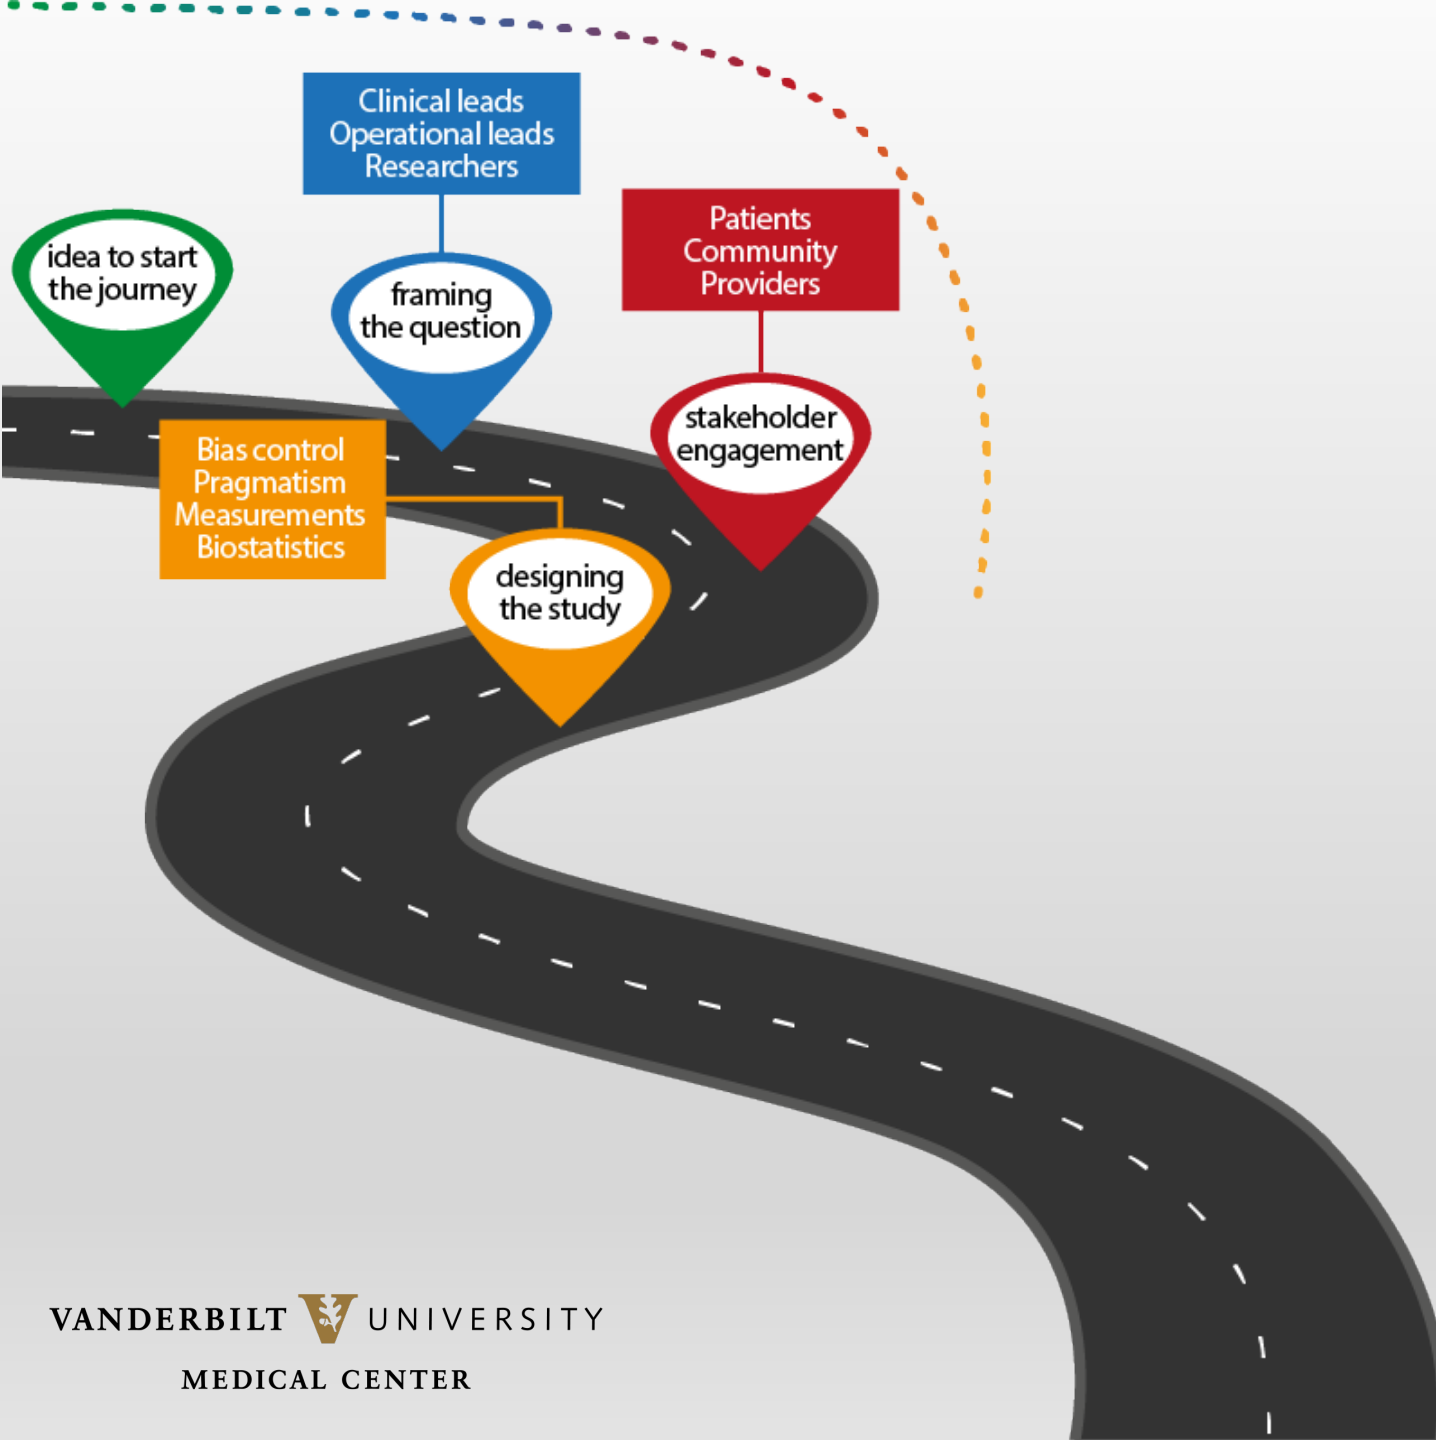 Clinical leads
Operational leads
Researchers
Patients
Community
Providers
idea to start
the journey
framing
the question
stakeholder
engagement
Bias control
Pragmatism
Measurements
Biostatistics
designing
the study
VANDERBILT V UNIVERSITY
MEDICAL CENTER